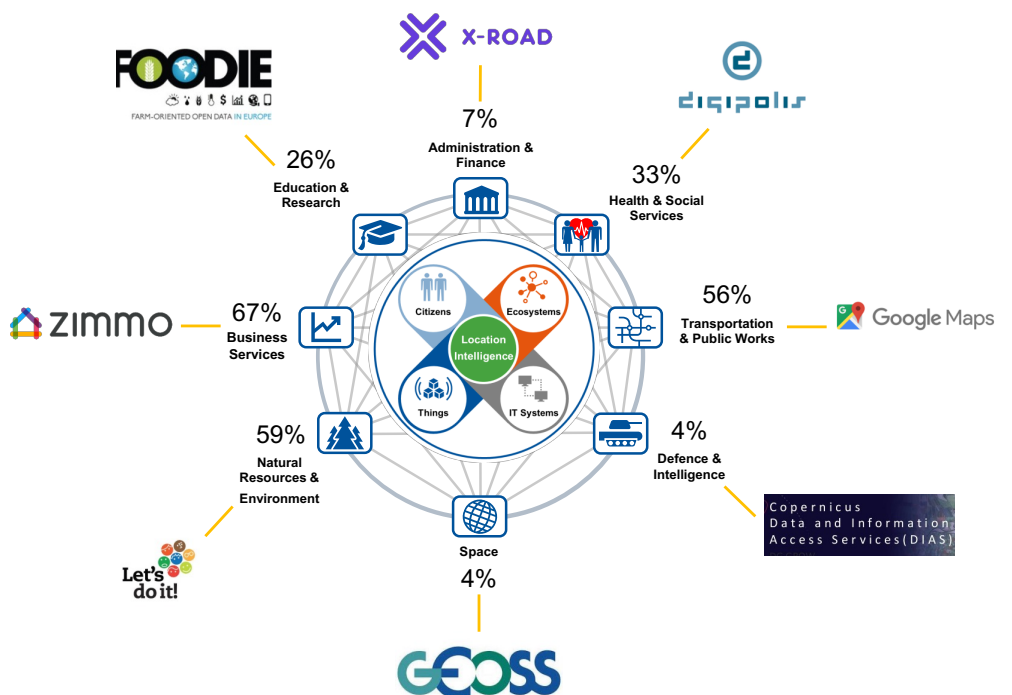 X-ROAD
FOODIE
FARM-ORIENTED OPEN DATA IN EUROPE
digipolis
7%
Administration &
Finance
26%
Education &
Research
33%
Health & Social
Services
67%
Business
Services
ZIMMO
56%
Transportation
& Public Works
Google Maps
Citizens
Ecosystems
Location
Intelligence
Things
IT Systems
59%
Natural
Resources &
Environment
4%
Defence &
Intelligence
Let's
do it!
Copernicus
Data and Information
Access Services(DIAS)
Space
4%
GEOSS